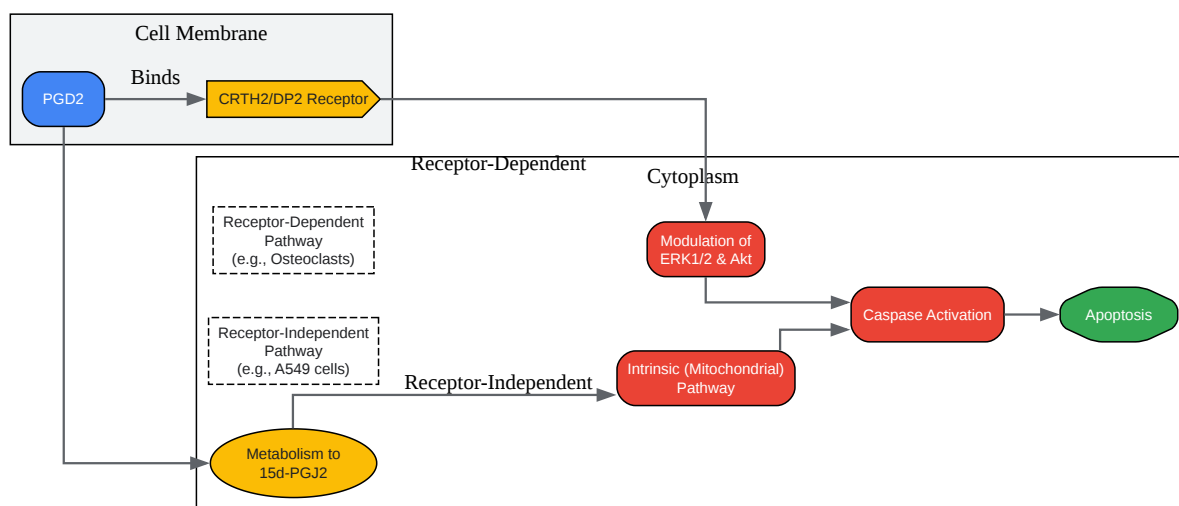 Cell Membrane
Binds
PGD2
CRTH2/DP2 Receptor
Receptor-Dependent
Cytoplasm
Receptor-Dependent
Pathway
(e.g., Osteoclasts)
Modulation of
ERK1/2 & Akt
Caspase Activation
Apoptosis
Receptor-Independent
Pathway
(e.g., A549 cells)
Receptor-Independent
Intrinsic (Mitochondrial)
Pathway
Metabolism to
15d-PGJ2